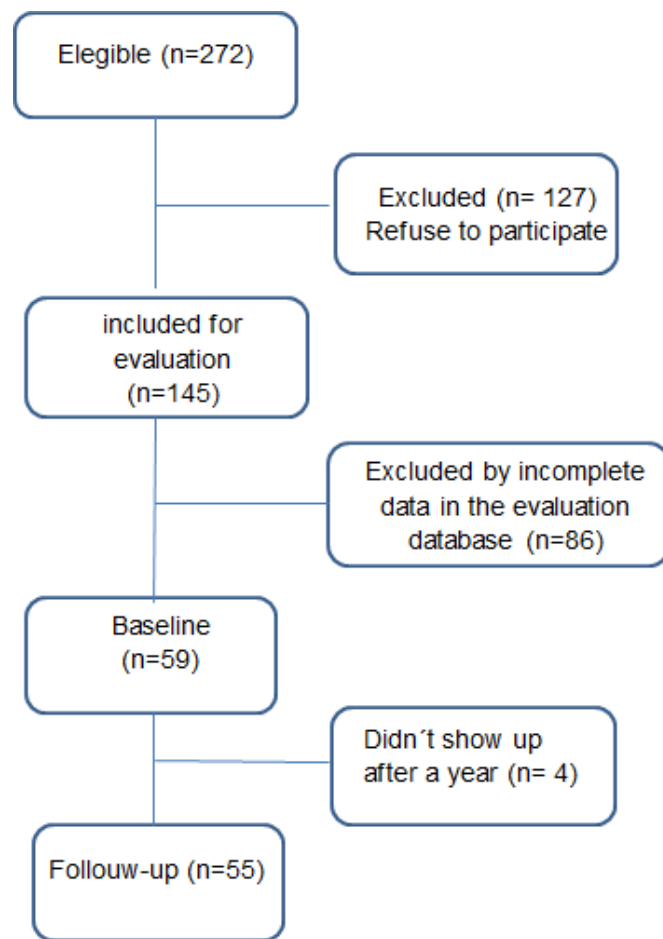 Elegible (n=272)
Excluded (n= 127)
Refuse to participate
included for
evaluation
(n=145)
Excluded by incomplete
data in the evaluation
database (n=86)
Baseline
(n=59)
Didn´t show up
after a year (n= 4)
Follouw-up (n=55)